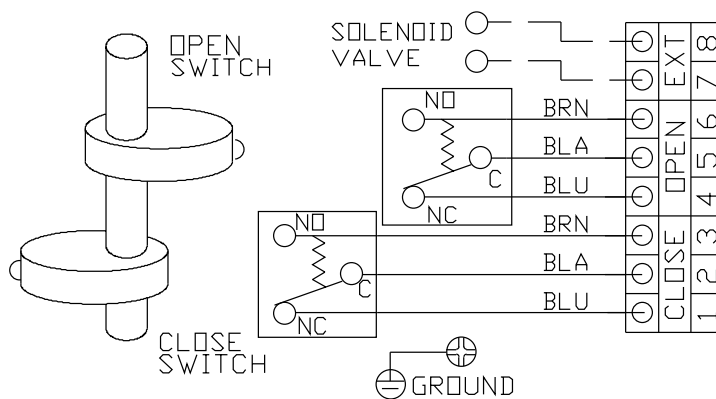 OPEN
SWITCH
SOLENOID
VALVE
NO
C
NC
BRN
BLA
BLU
NO
C
NC
BRN
BLA
BLU
EXT
OPEN
CLOSE
8
7
6
5
4
3
2
1
CLOSE
SWITCH
GROUND